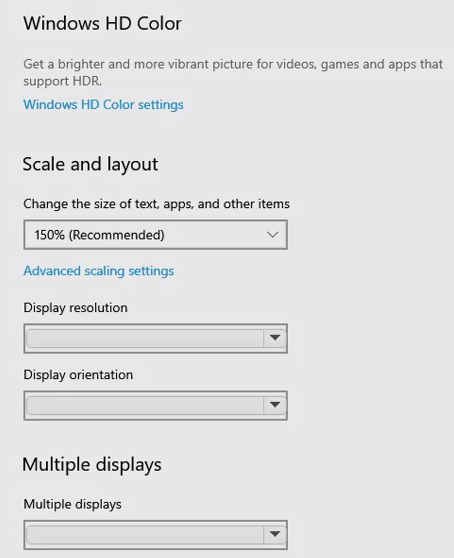 Windows HD Color
Get a brighter and more vibrant picture for videos, games and apps that
support HDR.
Windows HD Color settings
Scale and layout
Change the size of text, apps, and other items
150% (Recommended)
Advanced scaling settings
Display resolution
Display orientation
Multiple displays
Multiple displays